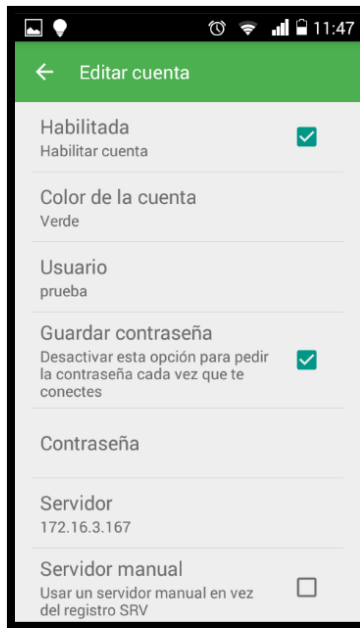 11:47
Editar cuenta
Habilitada
Habilitar cuenta
Color de la cuenta
Verde
Usuario
prueba
Guardar contraseña
Desactivar esta opción para pedir
la contraseña cada vez que te
conectes
Contraseña
Servidor
172.16.3.167
Servidor manual
Usar un servidor manual en vez
del registro SRV